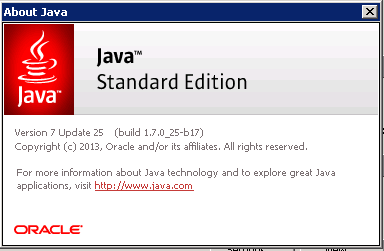 About Java
Java™
Java™
Standard Edition
Version 7 Update 25 (build 1.7.0_25-b17)
Copyright (c) 2013, Oracle and/or its affiliates. All rights reserved.
For more information about Java technology and to explore great Java
applications, visit http://www.java.com
ORACLE®